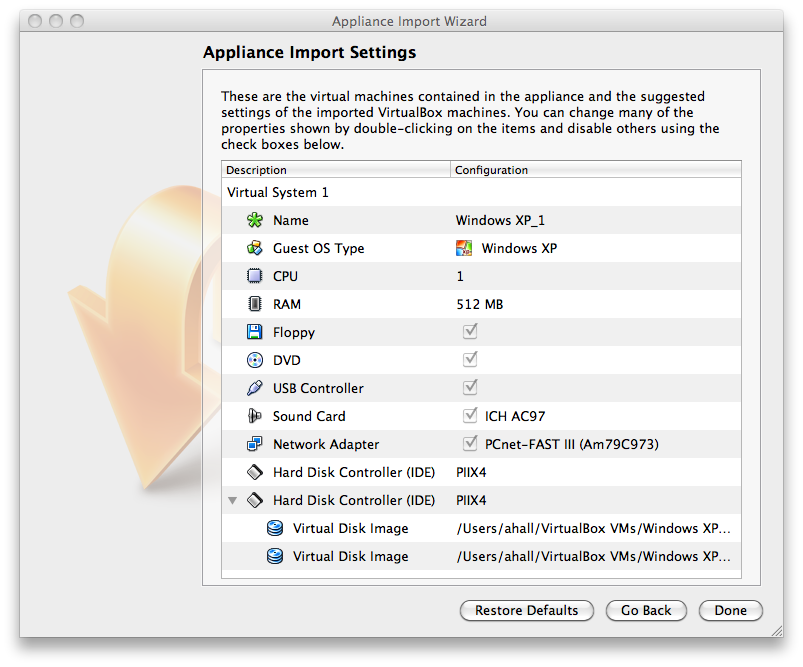 Appliance Import Wizard
Appliance Import Settings
These are the virtual machines contained in the appliance and the suggested
settings of the imported VirtualBox machines. You can change many of the
properties shown by double-clicking on the items and disable others using the
check boxes below.
Description Configuration
Virtual System 1
Name Windows XP_1
Guest OS Type Windows XP
CPU 1
RAM 512 MB
Floppy
DVD
USB Controller
Sound Card ICH AC97
Network Adapter PCnet-FAST III (Am79C973)
Hard Disk Controller (IDE) PIIX4
Hard Disk Controller (IDE) PIIX4
Virtual Disk Image /Users/ahall/VirtualBox VMs/Windows XP...
Virtual Disk Image /Users/ahall/VirtualBox VMs/Windows XP...
Restore Defaults Go Back Done